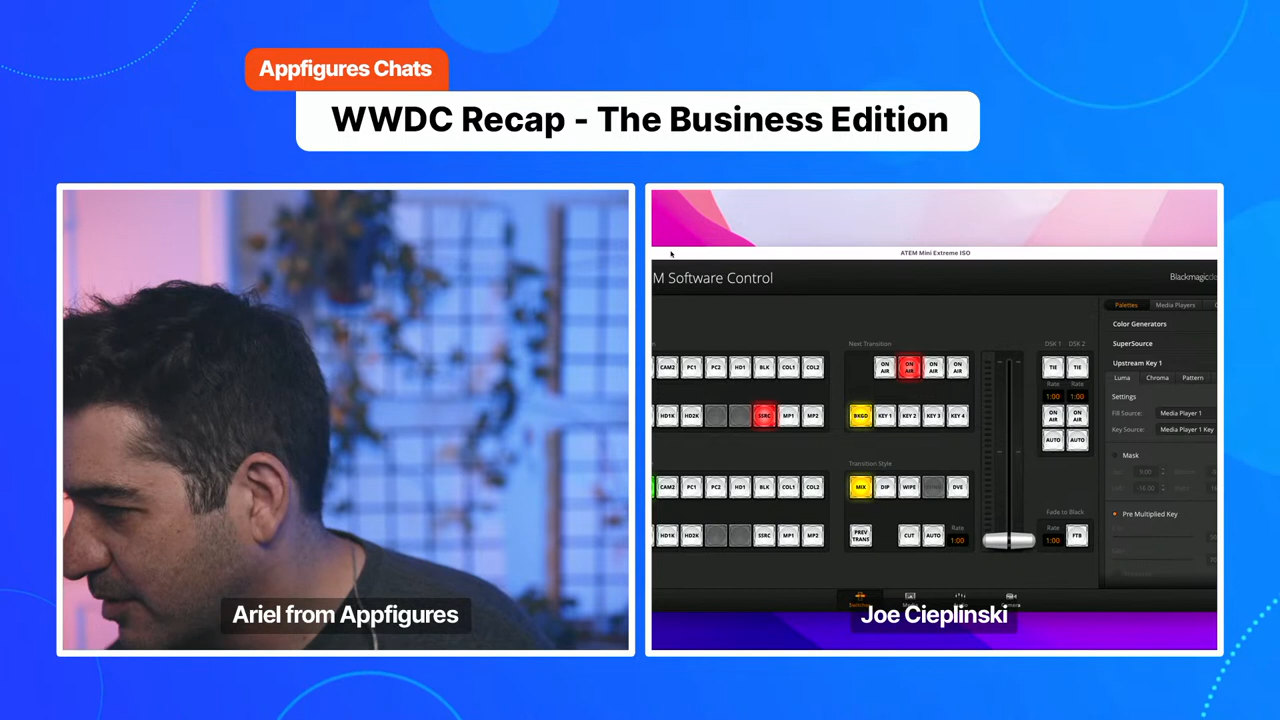 Appfigures Chats
WWDC Recap - The Business Edition
ATEM Mini Extreme ISO
M Software Control
Blackmagic
Palettes
Media Players
Color Generators
SuperSource
Upstream Key 1
Luma
Chroma
Pattern
Settings
Fill Source:
Media Player 1
Key Source:
Media Player 1 Key
Mask
Pre Multiplied Key
Next Transition
ON AIR
ON AIR
ON AIR
ON AIR
BKGD KEY 1 KEY 2 KEY 3 KEY 4
CAM2 PC1 PC2 HD1 BLK COL1 COL2
HD1K HD2K SSRC MP1 MP2
Transition Style
MIX DIP WIPE DVE
PREV TRANS
CUT AUTO
Rate
1:00
CAM2 PC1 PC2 HD1 BLK COL1 COL2
HD1K HD2K SSRC MP1 MP2
DSK 1 DSK 2
TIE TIE
Rate Rate
1:00 1:00
ON AIR
ON AIR
AUTO AUTO
Fade to Black
Rate
1:00
FTB
Ariel from Appfigures
Joe Cieplinski